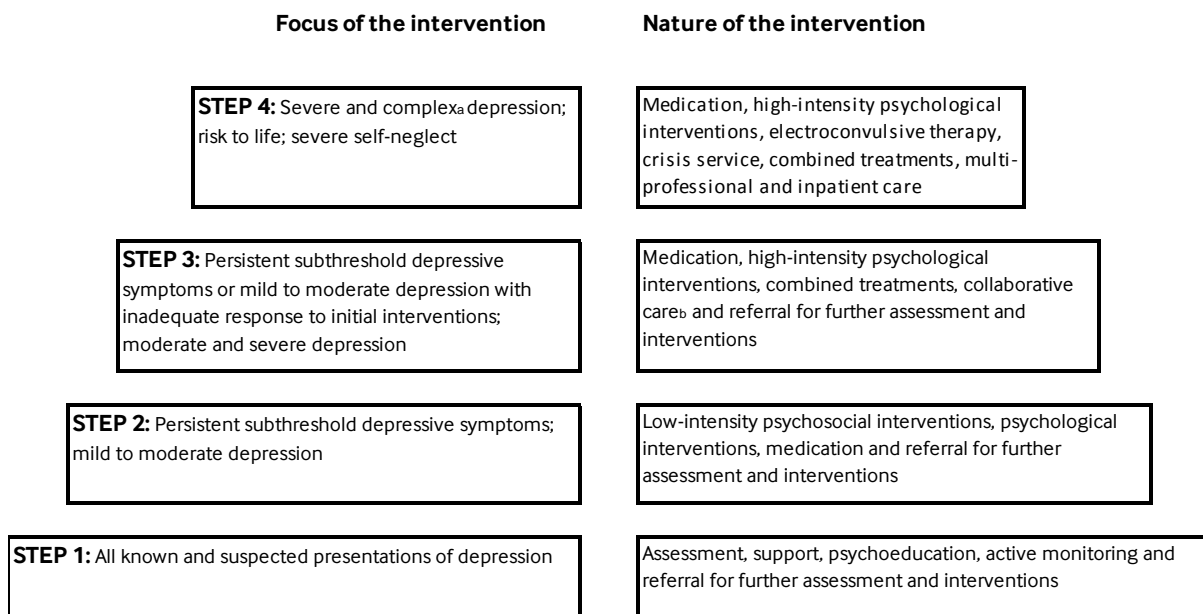 Focus of the intervention
Nature of the intervention
STEP 4: Severe and complexa depression;
risk to life; severe self-neglect
Medication, high-intensity psychological
interventions, electroconvulsive therapy,
crisis service, combined treatments, multi-
professional and inpatient care
STEP 3: Persistent subthreshold depressive
symptoms or mild to moderate depression with
inadequate response to initial interventions;
moderate and severe depression
Medication, high-intensity psychological
interventions, combined treatments, collaborative
careb and referral for further assessment and
interventions
STEP 2: Persistent subthreshold depressive symptoms;
mild to moderate depression
Low-intensity psychosocial interventions, psychological
interventions, medication and referral for further
assessment and interventions
STEP 1: All known and suspected presentations of depression
Assessment, support, psychoeducation, active monitoring and
referral for further assessment and interventions